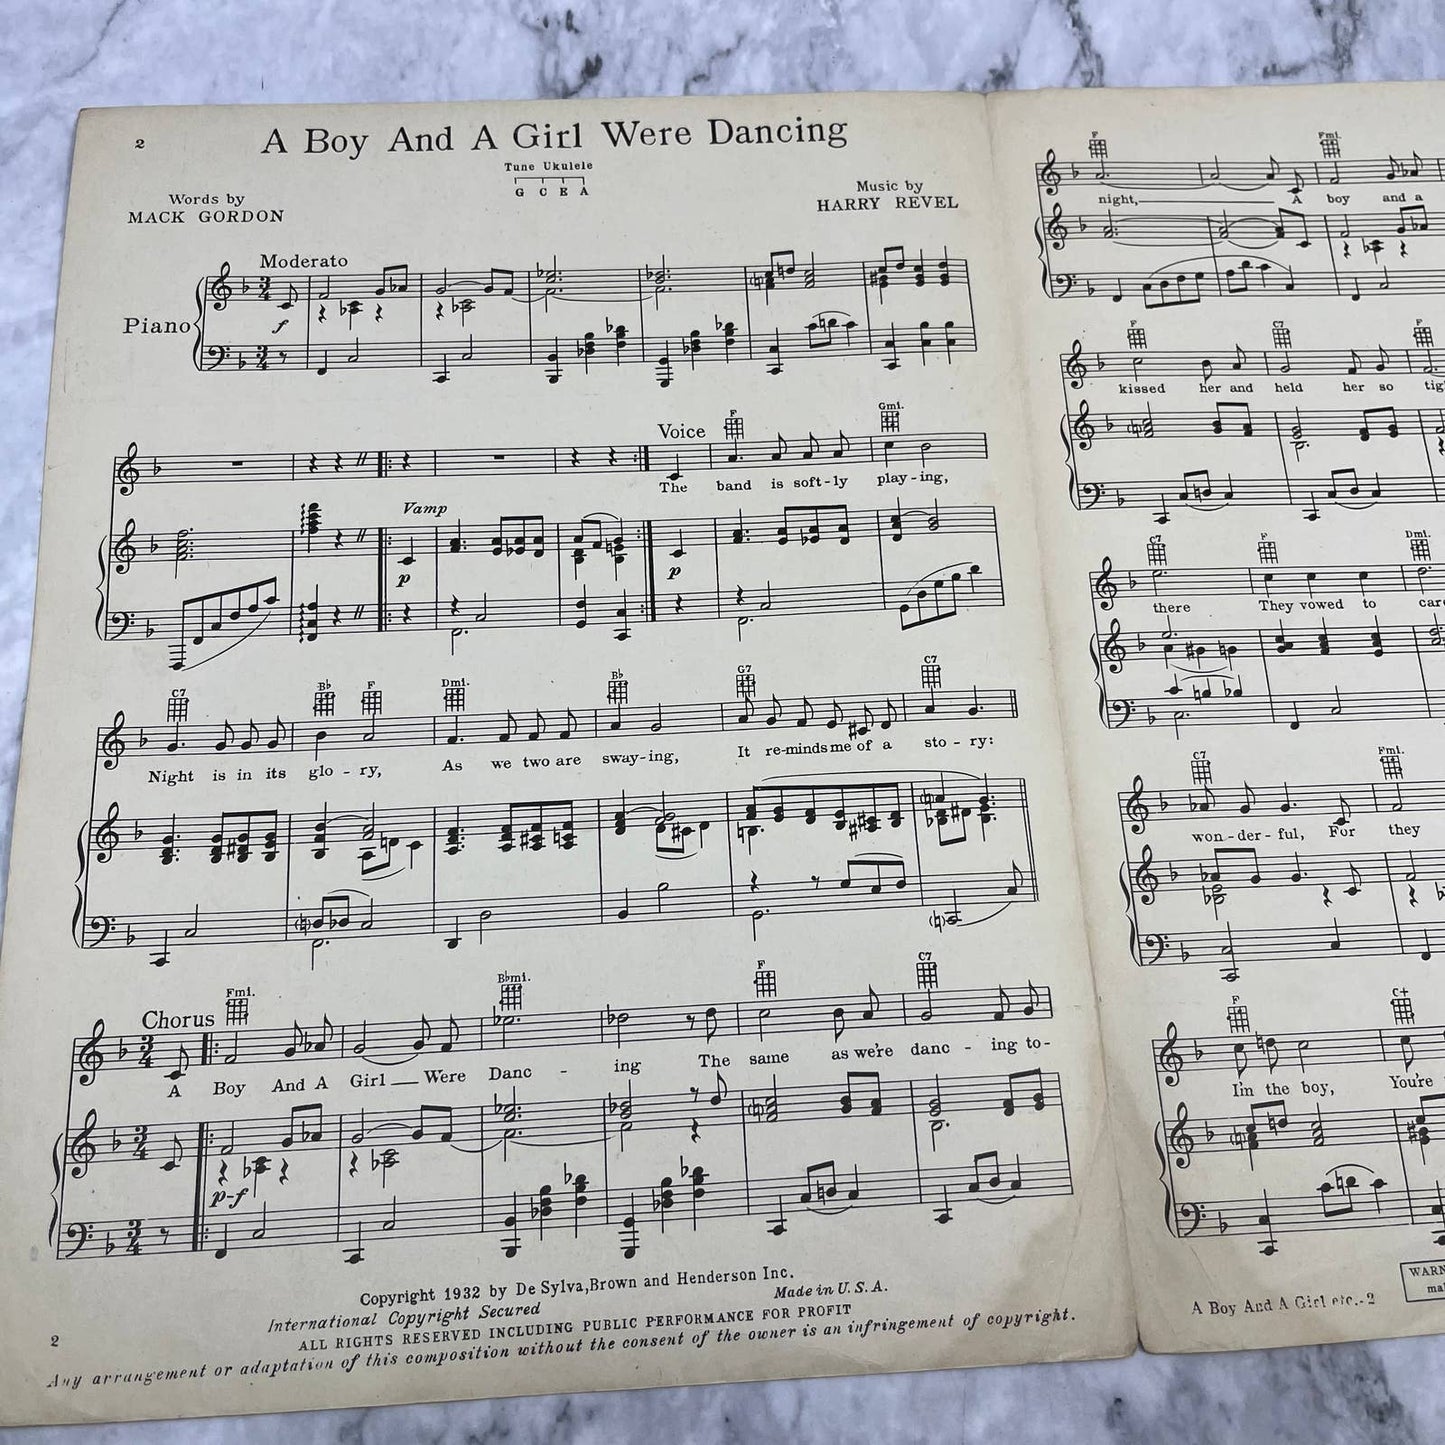 2
A Boy And A Girl Were Dancing
Tune Ukulele
G C E A
Words by
MACK GORDON
Music by
HARRY REVEL
Moderato
Piano
f
Voice
F Gmi.
The band is soft-ly play-ing,
Vamp
p p
C7 Bb F Dmi. Bb G7 C7
Night is in its glo-ry, As we two are sway-ing, It re-minds me of a sto-ry:
Chorus
Fmi. Bbmi. F C7
A Boy And A Girl Were Danc-ing The same as we're danc-ing to-
p-f
Copyright 1932 by De Sylva, Brown and Henderson Inc.
International Copyright Secured
Made in U.S.A.
ALL RIGHTS RESERVED INCLUDING PUBLIC PERFORMANCE FOR PROFIT
Any arrangement or adaptation of this composition without the consent of the owner is an infringement of copyright.
2
F Fmi.
night, A boy and a
F C7 F
kissed her and held her so
C7 F Dmi.
there They vowed to
C7 Fmi.
won-der-ful, For they
F C+
I'm the boy, You're
A Boy And A Girl etc.-2